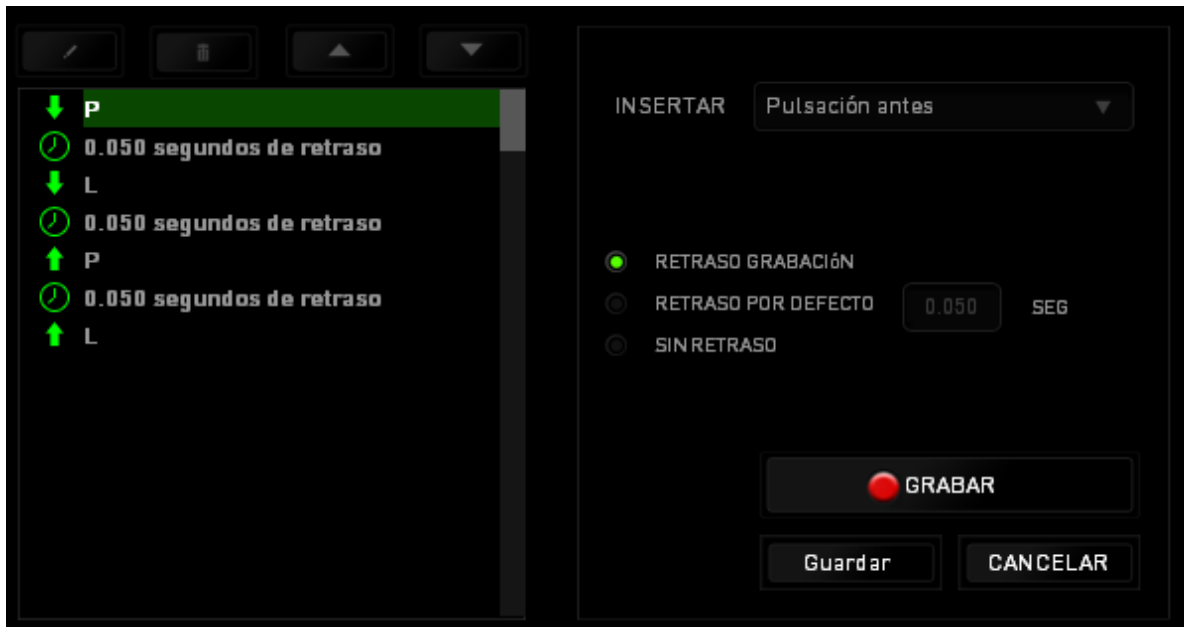 P
0.050 segundos de retraso
L
0.050 segundos de retraso
P
0.050 segundos de retraso
L
INSERTAR Pulsación antes
RETRASO GRABACIóN
RETRASO POR DEFECTO 0.050 SEG
SIN RETRASO
GRABAR
Guardar CANCELAR